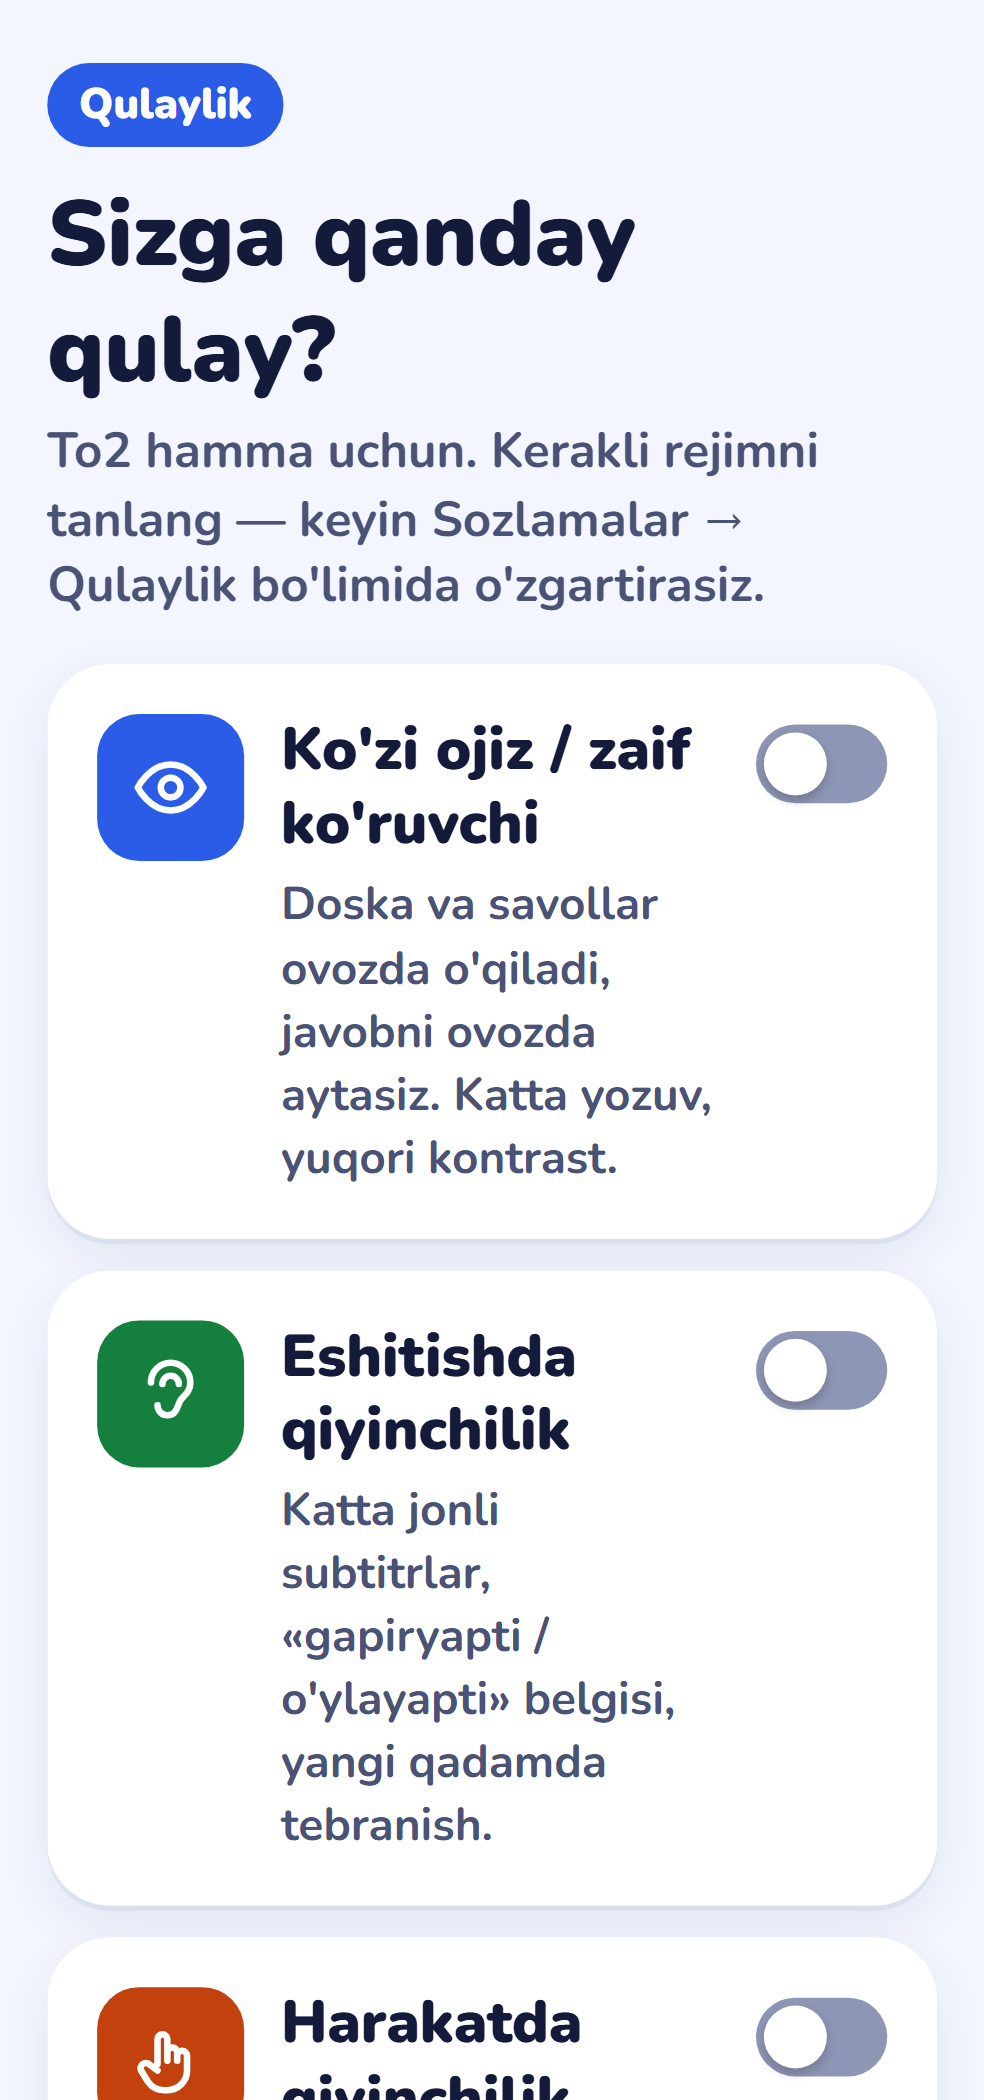 Qulaylik
Sizga qanday
qulay?
To2 hamma uchun. Kerakli rejimni
tanlang — keyin Sozlamalar →
Qulaylik bo'limida o'zgartirasiz.
Ko'zi ojiz / zaif
ko'ruvchi
Doska va savollar
ovozda o'qiladi,
javobni ovozda
aytasiz. Katta yozuv,
yuqori kontrast.
Eshitishda
qiyinchilik
Katta jonli
subtitrlar,
«gapiryapti /
o'ylayapti» belgisi,
yangi qadamda
tebranish.
Harakatda
qiyinchilik